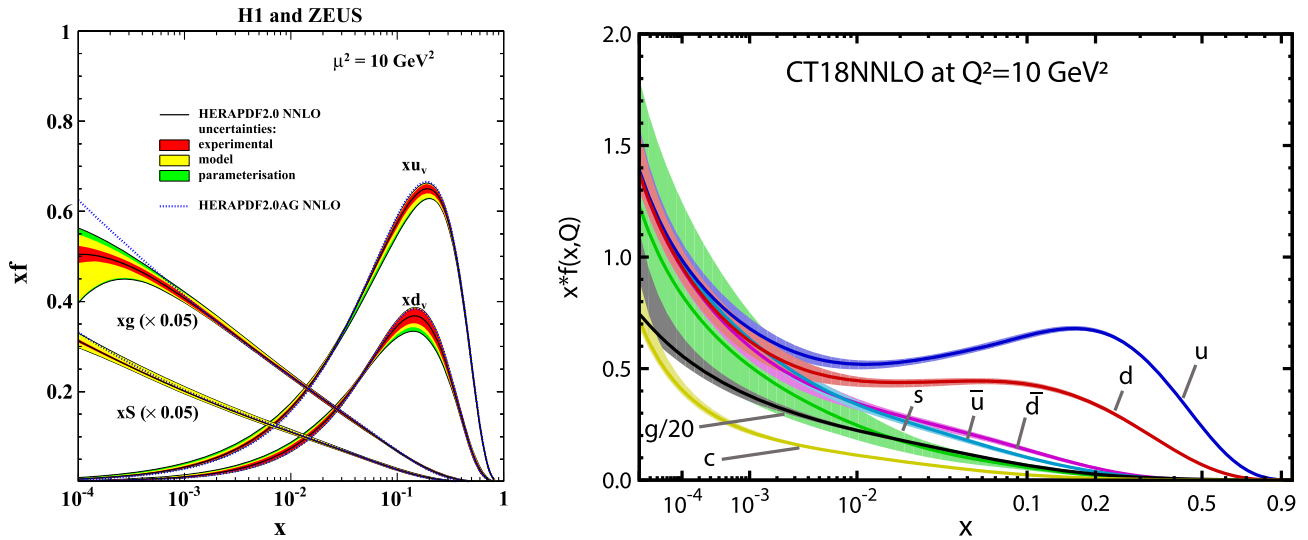 H1 and ZEUS
μ² = 10 GeV²
HERAPDF2.0 NNLO
uncertainties:
experimental
model
parameterisation
HERAPDF2.0AG NNLO
xu_v
xd_v
xg (× 0.05)
xS (× 0.05)
xf
1
0.8
0.6
0.4
0.2
10⁻⁴
10⁻³
10⁻²
10⁻¹
1
x
CT18NNLO at Q²=10 GeV²
x*f(x,Q)
2.0
1.5
1.0
0.5
0.0
u
d
s
u̅
d̅
g/20
c
10⁻⁴
10⁻³
10⁻²
0.1
0.2
0.5
0.9
x